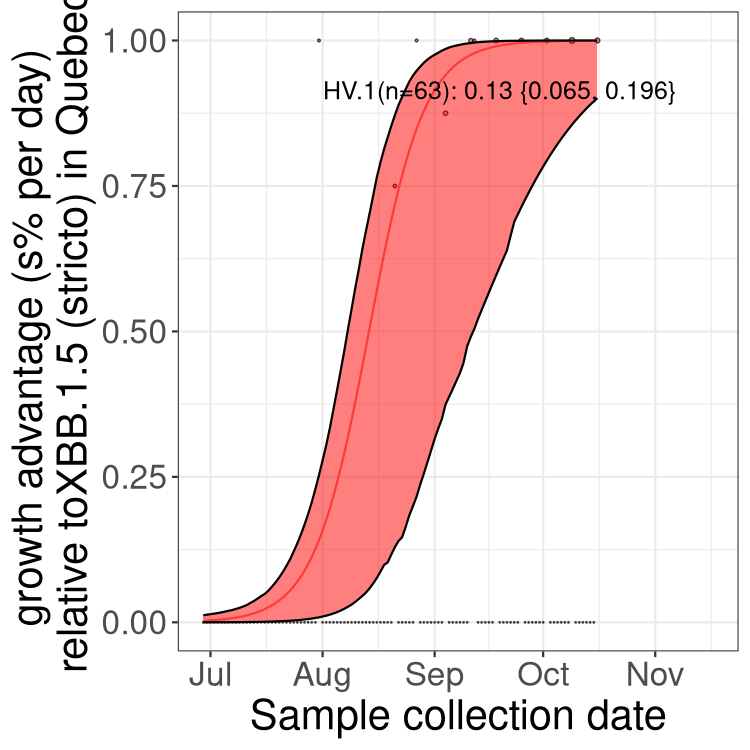 growth advantage (s% per day)
relative toXBB.1.5 (stricto) in Quebec
1.00
0.75
0.50
0.25
0.00
HV.1(n=63): 0.13 {0.065, 0.196}
Jul Aug Sep Oct Nov
Sample collection date